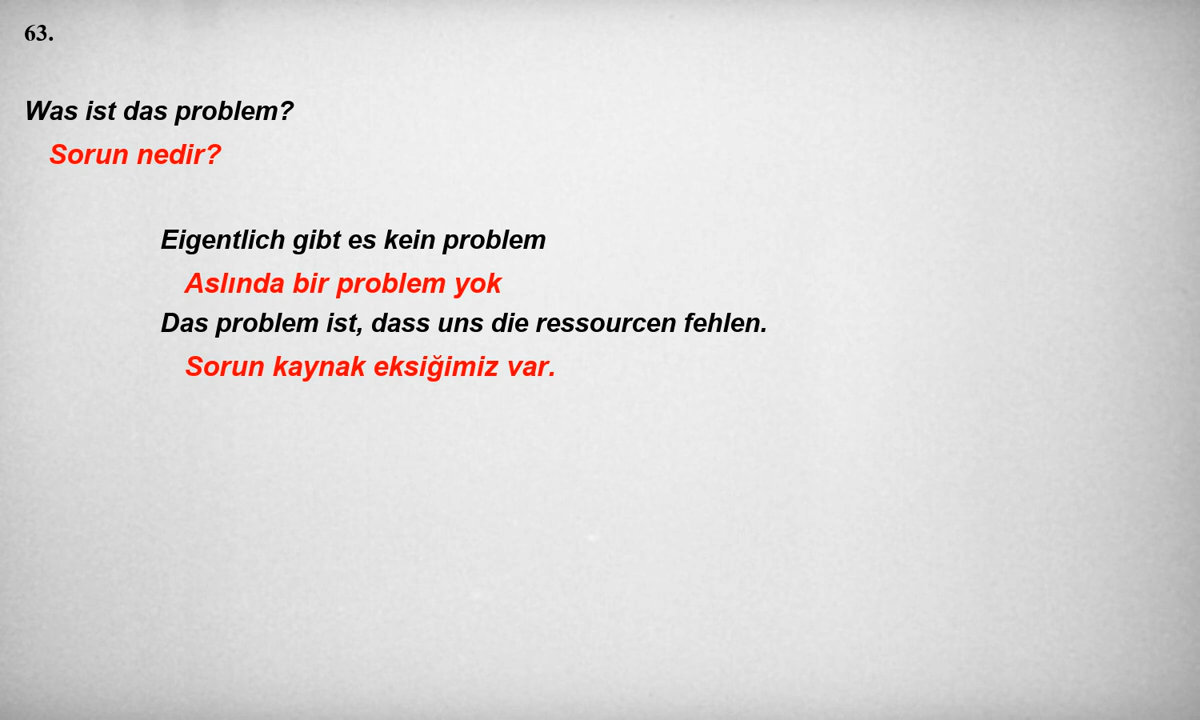 63.
Was ist das problem?
Sorun nedir?
Eigentlich gibt es kein problem
Aslında bir problem yok
Das problem ist, dass uns die ressourcen fehlen.
Sorun kaynak eksiğimiz var.